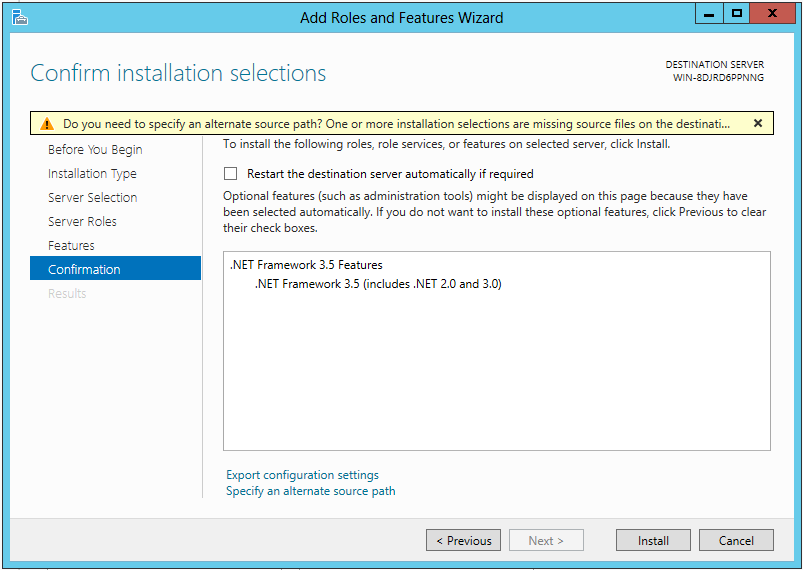 Add Roles and Features Wizard
Confirm installation selections
DESTINATION SERVER
WIN-8DJRD6PPNNG
Do you need to specify an alternate source path? One or more installation selections are missing source files on the destinati...
Before You Begin
Installation Type
Server Selection
Server Roles
Features
Confirmation
Results
To install the following roles, role services, or features on selected server, click Install.
Restart the destination server automatically if required
Optional features (such as administration tools) might be displayed on this page because they have
been selected automatically. If you do not want to install these optional features, click Previous to clear
their check boxes.
.NET Framework 3.5 Features
.NET Framework 3.5 (includes .NET 2.0 and 3.0)
Export configuration settings
Specify an alternate source path
< Previous
Next >
Install
Cancel